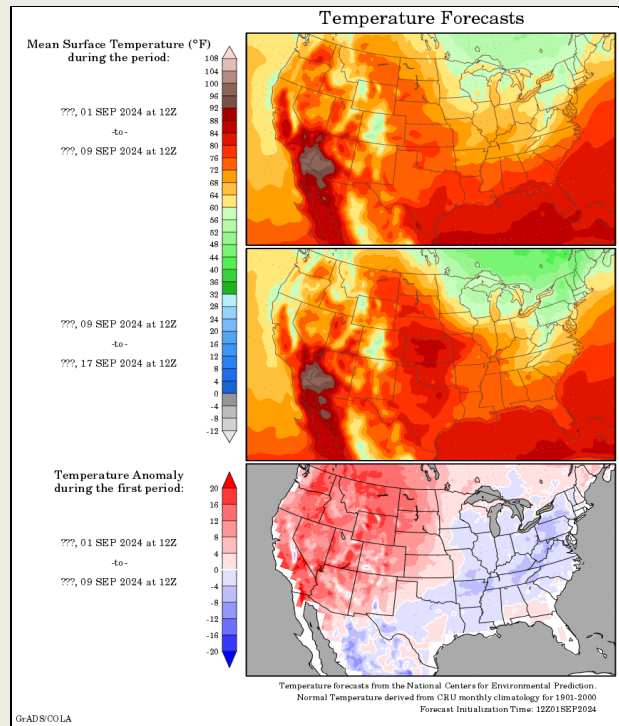 Temperature Forecasts
Mean Surface Temperature (°F)
during the period:
???, 01 SEP 2024 at 12Z
-to-
???, 09 SEP 2024 at 12Z
108
104
100
96
92
88
84
80
76
72
68
64
60
56
52
48
44
40
36
32
28
24
20
16
12
8
4
0
-4
-8
-12
???, 09 SEP 2024 at 12Z
-to-
???, 17 SEP 2024 at 12Z
Temperature Anomaly
during the first period:
???, 01 SEP 2024 at 12Z
-to-
???, 09 SEP 2024 at 12Z
20
16
12
8
4
0
-4
-8
-12
-16
-20
Temperature forecasts from the National Centers for Environmental Prediction.
Normal Temperature derived from CRU monthly climatology for 1901-2000
Forecast Initialization Time: 12Z01SEP2024
GrADS/COLA